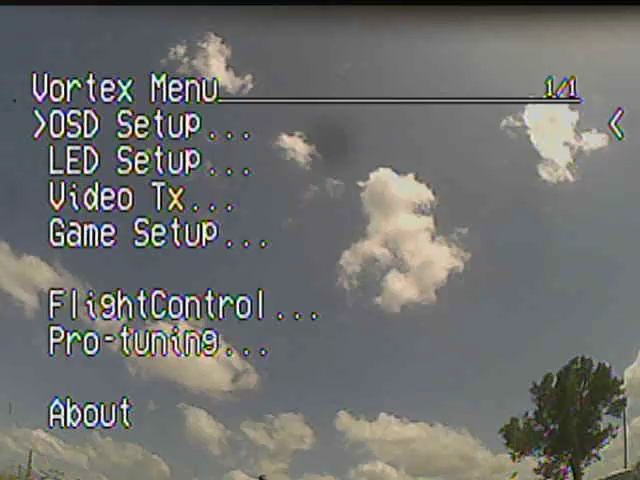 Vortex Menu 1/1
>OSD Setup... <
LED Setup...
Video Tx...
Game Setup...
FlightControl...
Pro-tuning...
About